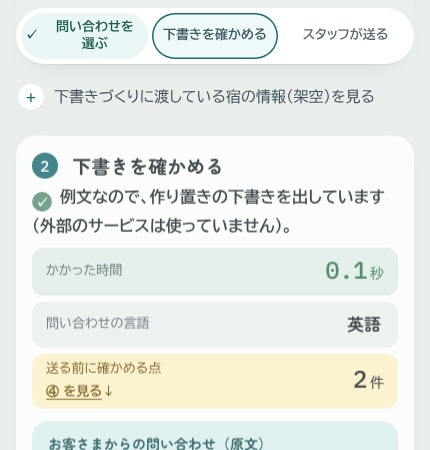 ✓ 問い合わせを
選ぶ
下書きを確かめる
スタッフが送る
+ 下書きづくりに渡している宿の情報(架空)を見る
2 下書きを確かめる
✓ 例文なので、作り置きの下書きを出しています
(外部のサービスは使っていません)。
かかった時間 0.1秒
問い合わせの言語 英語
送る前に確かめる点
④ を見る↓
2件
お客さまからの問い合わせ(原文)